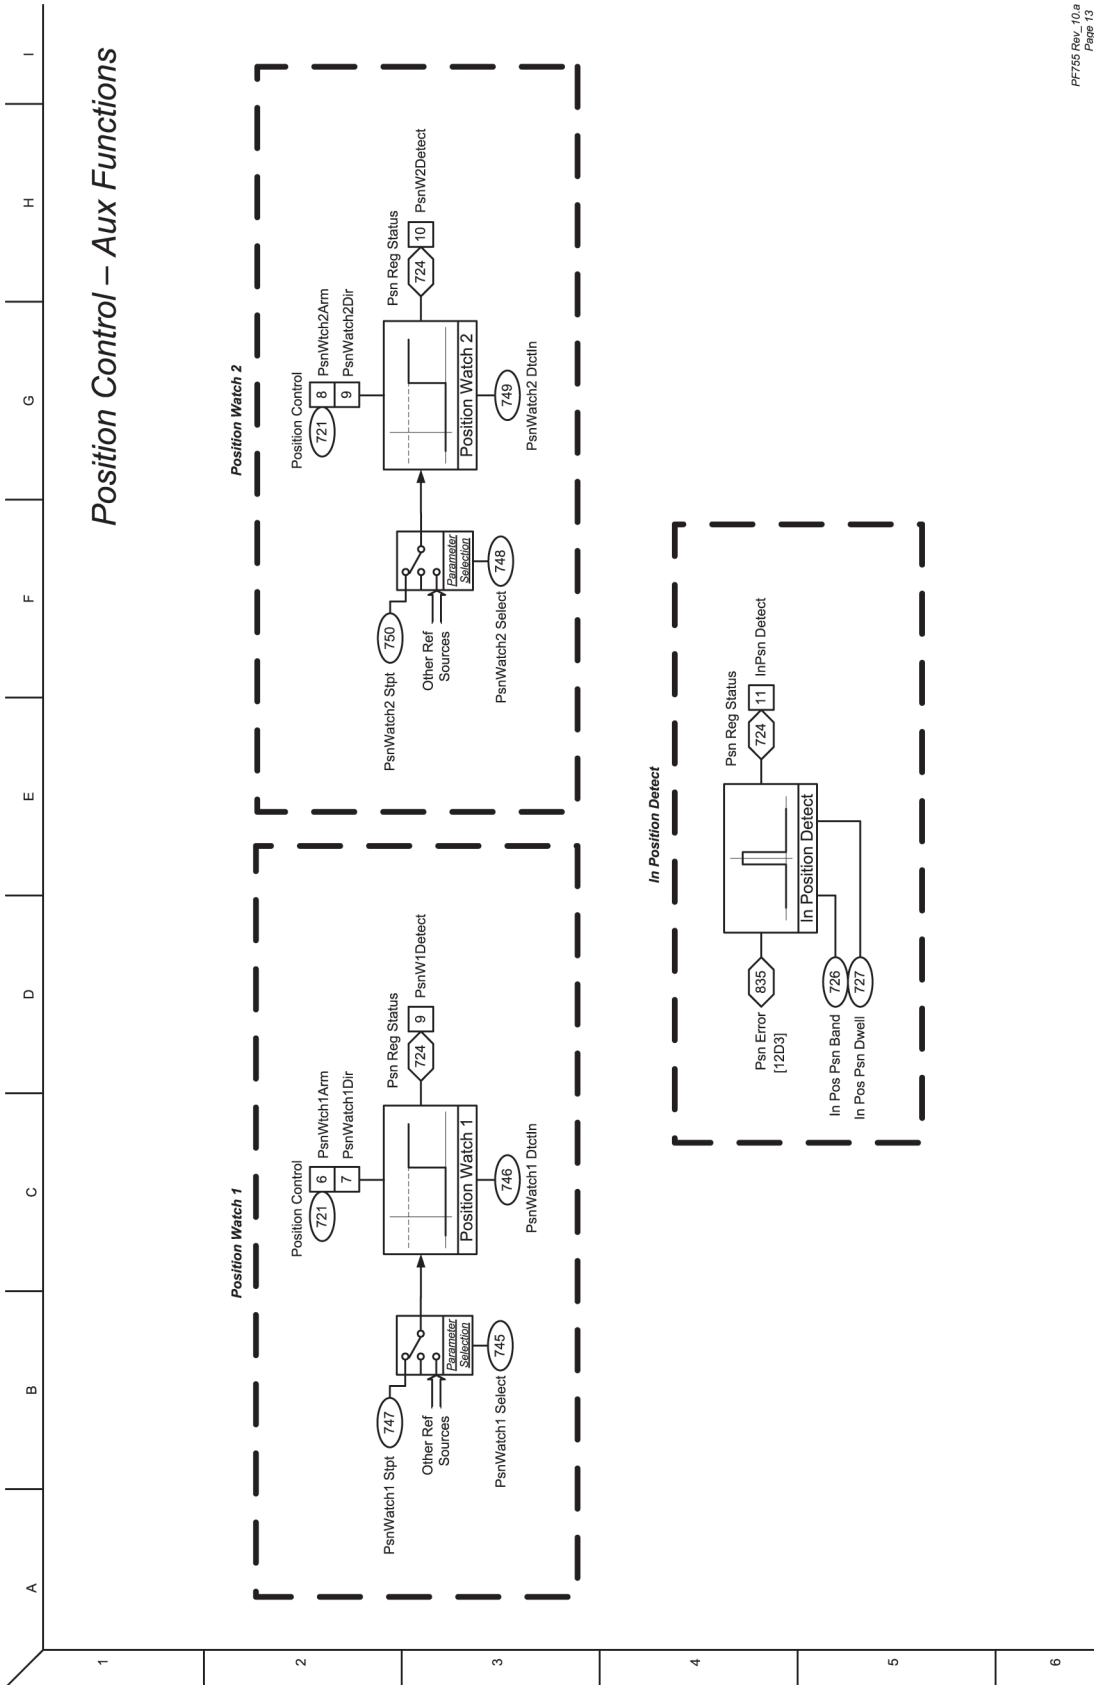 A
B
C
D
E
F
G
H
I
1
2
3
4
5
6
Position Control – Aux Functions
Position Watch 1
Position Control
721
6
PsnWtch1Arm
7
PsnWatch1Dir
PsnWatch1 Stpt
747
Other Ref
Sources
Parameter
Selection
PsnWatch1 Select
745
Position Watch 1
746
PsnWatch1 DtctIn
Psn Reg Status
724
9
PsnW1Detect
Position Watch 2
Position Control
721
8
PsnWtch2Arm
9
PsnWatch2Dir
PsnWatch2 Stpt
750
Other Ref
Sources
Parameter
Selection
PsnWatch2 Select
748
Position Watch 2
749
PsnWatch2 DtctIn
Psn Reg Status
724
10
PsnW2Detect
In Position Detect
Psn Error
[12D3]
835
In Position Detect
Psn Reg Status
724
11
InPsn Detect
In Pos Psn Band
726
In Pos Psn Dwell
727
PF755 Rev_10.a
Page 13